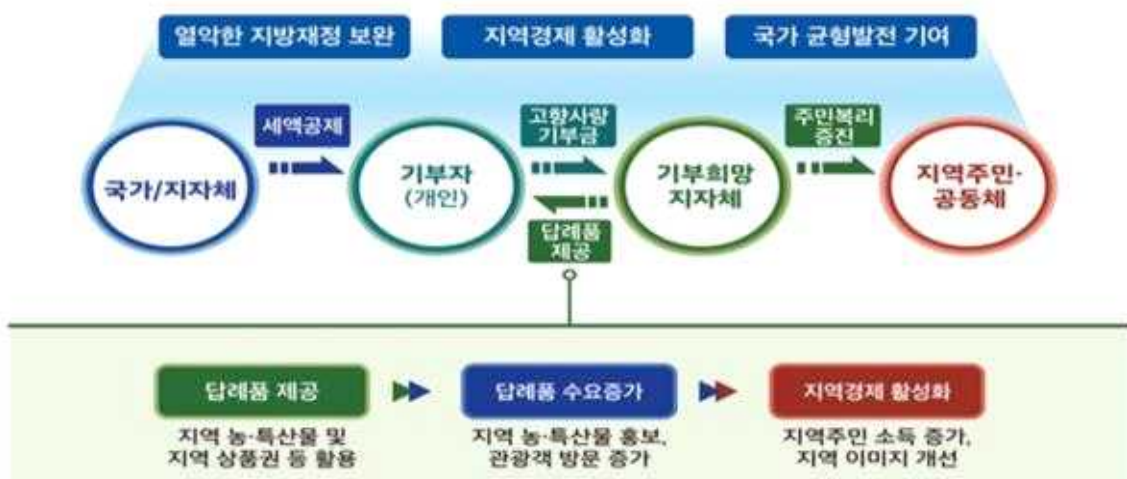 열악한 지방재정 보완
지역경제 활성화
국가 균형발전 기여
국가/지자체
세액공제
기부자
(개인)
고향사랑
기부금
답례품
제공
기부희망
지자체
주민복리
증진
지역주민·
공동체
답례품 제공
답례품 수요증가
지역경제 활성화
지역 농·특산물 및
지역 상품권 등 활용
지역 농·특산물 홍보,
관광객 방문 증가
지역주민 소득 증가,
지역 이미지 개선